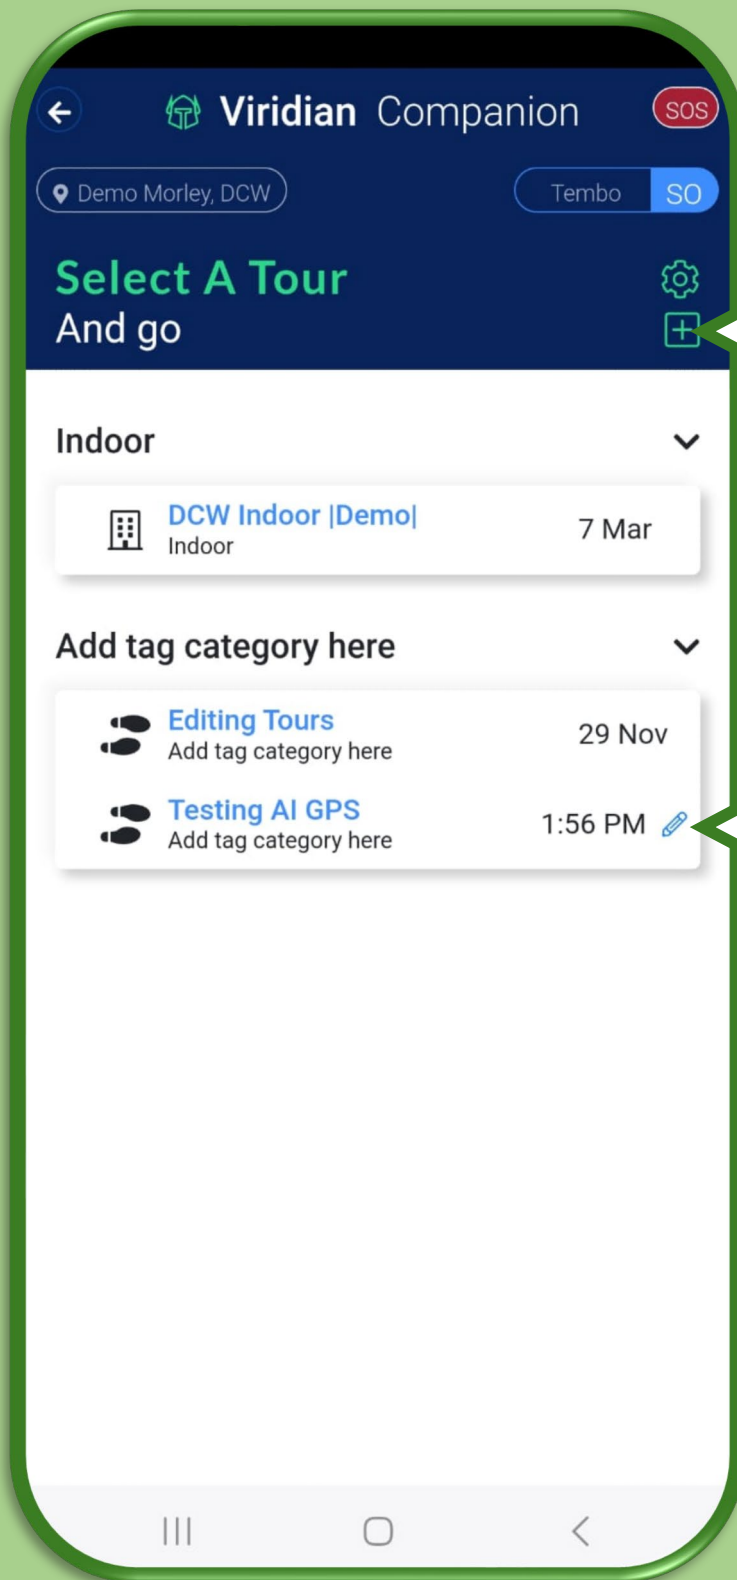 Viridian Companion
SOS
Demo Morley, DCW
Tembo SO
Select A Tour
And go
Indoor
DCW Indoor |Demo|
Indoor
7 Mar
Add tag category here
Editing Tours
Add tag category here
29 Nov
Testing AI GPS
Add tag category here
1:56 PM